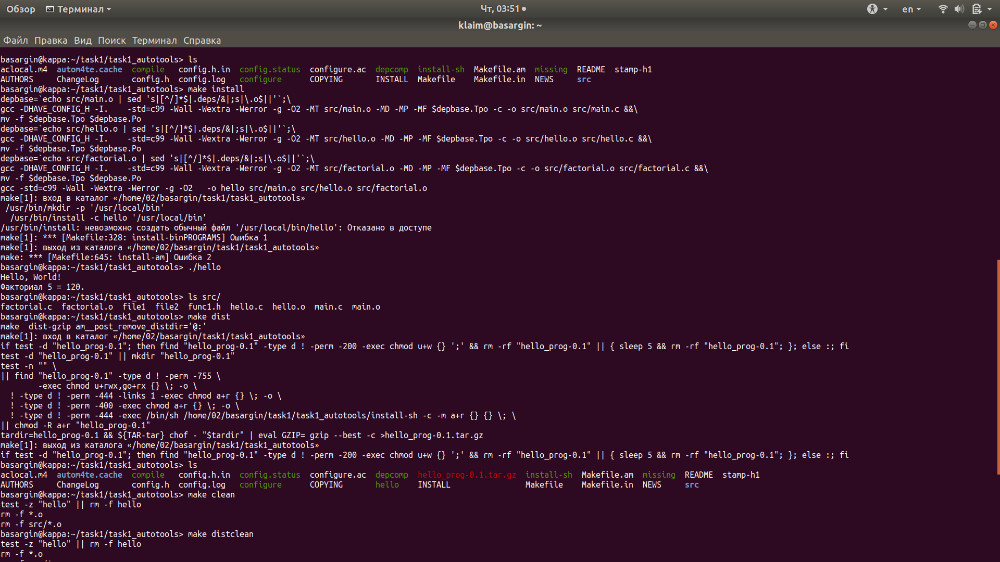 Обзор Терминал Чт, 03:51 en
klaim@basargin: ~
Файл Правка Вид Поиск Терминал Справка
basargin@kappa:~/task1/task1_autotools> ls
aclocal.m4  autom4te.cache  compile   config.h.in  config.status  configure.ac  depcomp  install-sh  Makefile.am  missing  README  stamp-h1
AUTHORS     ChangeLog       config.h  config.log   configure      COPYING       INSTALL  Makefile    Makefile.in  NEWS     src
basargin@kappa:~/task1/task1_autotools> make install
depbase=`echo src/main.o | sed 's|[^/]*$|.deps/&|;s|\.o$||'`;\
gcc -DHAVE_CONFIG_H -I.    -std=c99 -Wall -Wextra -Werror -g -O2 -MT src/main.o -MD -MP -MF $depbase.Tpo -c -o src/main.o src/main.c &&\
mv -f $depbase.Tpo $depbase.Po
depbase=`echo src/hello.o | sed 's|[^/]*$|.deps/&|;s|\.o$||'`;\
gcc -DHAVE_CONFIG_H -I.    -std=c99 -Wall -Wextra -Werror -g -O2 -MT src/hello.o -MD -MP -MF $depbase.Tpo -c -o src/hello.o src/hello.c &&\
mv -f $depbase.Tpo $depbase.Po
depbase=`echo src/factorial.o | sed 's|[^/]*$|.deps/&|;s|\.o$||'`;\
gcc -DHAVE_CONFIG_H -I.    -std=c99 -Wall -Wextra -Werror -g -O2 -MT src/factorial.o -MD -MP -MF $depbase.Tpo -c -o src/factorial.o src/factorial.c &&\
mv -f $depbase.Tpo $depbase.Po
gcc -std=c99 -Wall -Wextra -Werror -g -O2   -o hello src/main.o src/hello.o src/factorial.o
make[1]: вход в каталог «/home/02/basargin/task1/task1_autotools»
 /usr/bin/mkdir -p '/usr/local/bin'
  /usr/bin/install -c hello '/usr/local/bin'
/usr/bin/install: невозможно создать обычный файл '/usr/local/bin/hello': Отказано в доступе
make[1]: *** [Makefile:328: install-binPROGRAMS] Ошибка 1
make[1]: выход из каталога «/home/02/basargin/task1/task1_autotools»
make: *** [Makefile:645: install-am] Ошибка 2
basargin@kappa:~/task1/task1_autotools> ./hello
Hello, World!
Факториал 5 = 120.
basargin@kappa:~/task1/task1_autotools> ls src/
factorial.c  factorial.o  file1  file2  func1.h  hello.c  hello.o  main.c  main.o
basargin@kappa:~/task1/task1_autotools> make dist
make  dist-gzip am__post_remove_distdir='@:'
make[1]: вход в каталог «/home/02/basargin/task1/task1_autotools»
if test -d "hello_prog-0.1"; then find "hello_prog-0.1" -type d ! -perm -200 -exec chmod u+w {} ';' && rm -rf "hello_prog-0.1" || { sleep 5 && rm -rf "hello_prog-0.1"; }; else :; fi
test -d "hello_prog-0.1" || mkdir "hello_prog-0.1"
test -n "" \
|| find "hello_prog-0.1" -type d ! -perm -755 \
        -exec chmod u+rwx,go+rx {} \; -o \
  ! -type d ! -perm -444 -links 1 -exec chmod a+r {} \; -o \
  ! -type d ! -perm -400 -exec chmod a+r {} \; -o \
  ! -type d ! -perm -444 -exec /bin/sh /home/02/basargin/task1/task1_autotools/install-sh -c -m a+r {} {} \; \
|| chmod -R a+r "hello_prog-0.1"
tardir=hello_prog-0.1 && ${TAR-tar} chof - "$tardir" | eval GZIP= gzip --best -c >hello_prog-0.1.tar.gz
make[1]: выход из каталога «/home/02/basargin/task1/task1_autotools»
if test -d "hello_prog-0.1"; then find "hello_prog-0.1" -type d ! -perm -200 -exec chmod u+w {} ';' && rm -rf "hello_prog-0.1" || { sleep 5 && rm -rf "hello_prog-0.1"; }; else :; fi
basargin@kappa:~/task1/task1_autotools> ls
aclocal.m4  autom4te.cache  compile   config.h.in  config.status  configure.ac  depcomp  hello_prog-0.1.tar.gz  install-sh  Makefile.am  missing  README  stamp-h1
AUTHORS     ChangeLog       config.h  config.log   configure      COPYING       hello    INSTALL                Makefile    Makefile.in  NEWS     src
basargin@kappa:~/task1/task1_autotools> make clean
test -z "hello" || rm -f hello
rm -f *.o
rm -f src/*.o
basargin@kappa:~/task1/task1_autotools> make distclean
test -z "hello" || rm -f hello
rm -f *.o